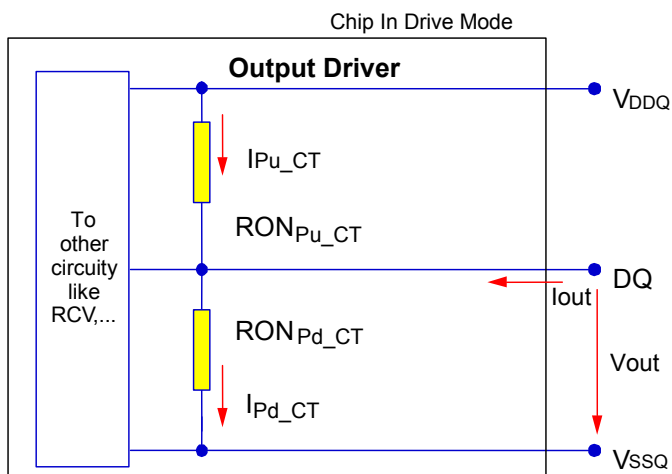 Chip In Drive Mode
Output Driver
VDDQ
IPu_CT
To
other
circuity
like
RCV,...
RONPu_CT
DQ
Iout
RONPd_CT
Vout
IPd_CT
VSSQ